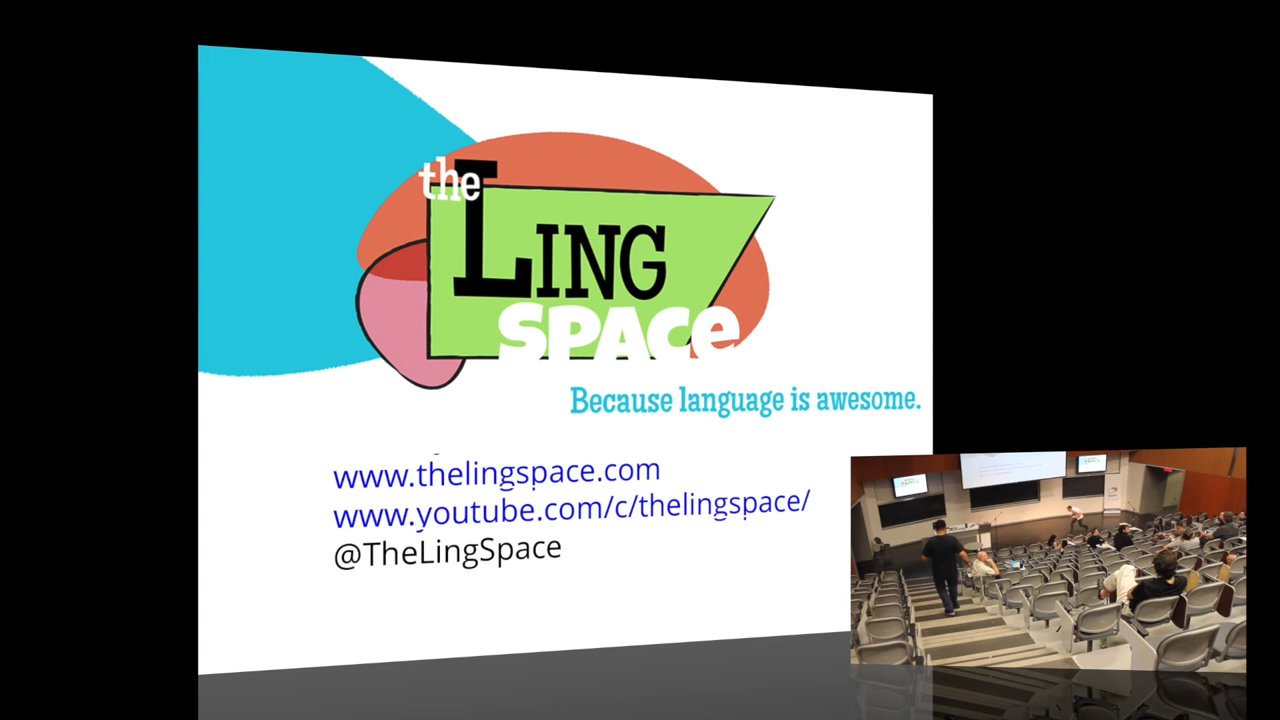 the
LING
SPACE
Because language is awesome.
www.thelingspace.com
www.youtube.com/c/thelingspace/
@TheLingSpace